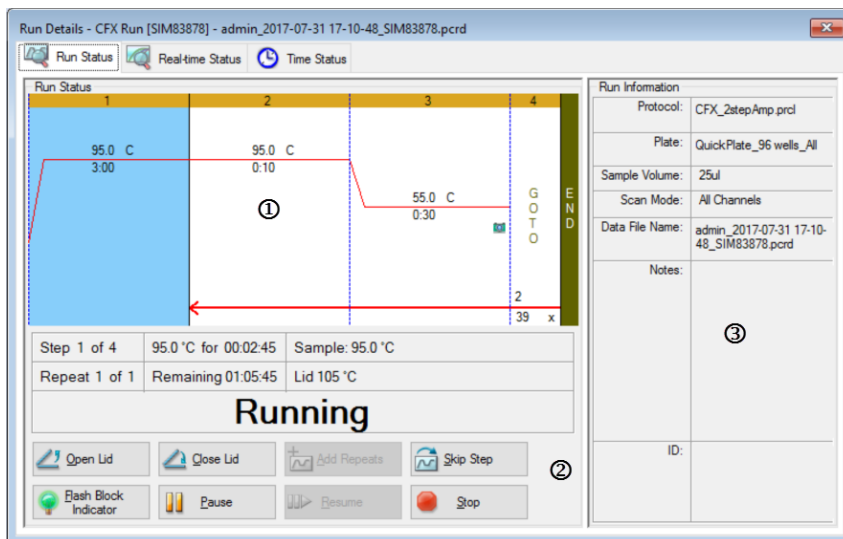 Run Details - CFX Run [SIM83878] - admin_2017-07-31 17-10-48_SIM83878.pcrd
Run Status Real-time Status Time Status
Run Status
1 2 3 4
95.0 C 95.0 C
3:00 0:10
55.0 C
0:30
①
G
O
T
O
E
N
D
2
39 x
Step 1 of 4 95.0 °C for 00:02:45 Sample: 95.0 °C
Repeat 1 of 1 Remaining 01:05:45 Lid 105 °C
Running
Open Lid Close Lid Add Repeats Skip Step
②
Flash Block
Indicator
Pause Resume Stop
Run Information
Protocol: CFX_2stepAmp.prcl
Plate: QuickPlate_96 wells_All
Sample Volume: 25ul
Scan Mode: All Channels
Data File Name: admin_2017-07-31 17-10-
48_SIM83878.pcrd
Notes:
③
ID: